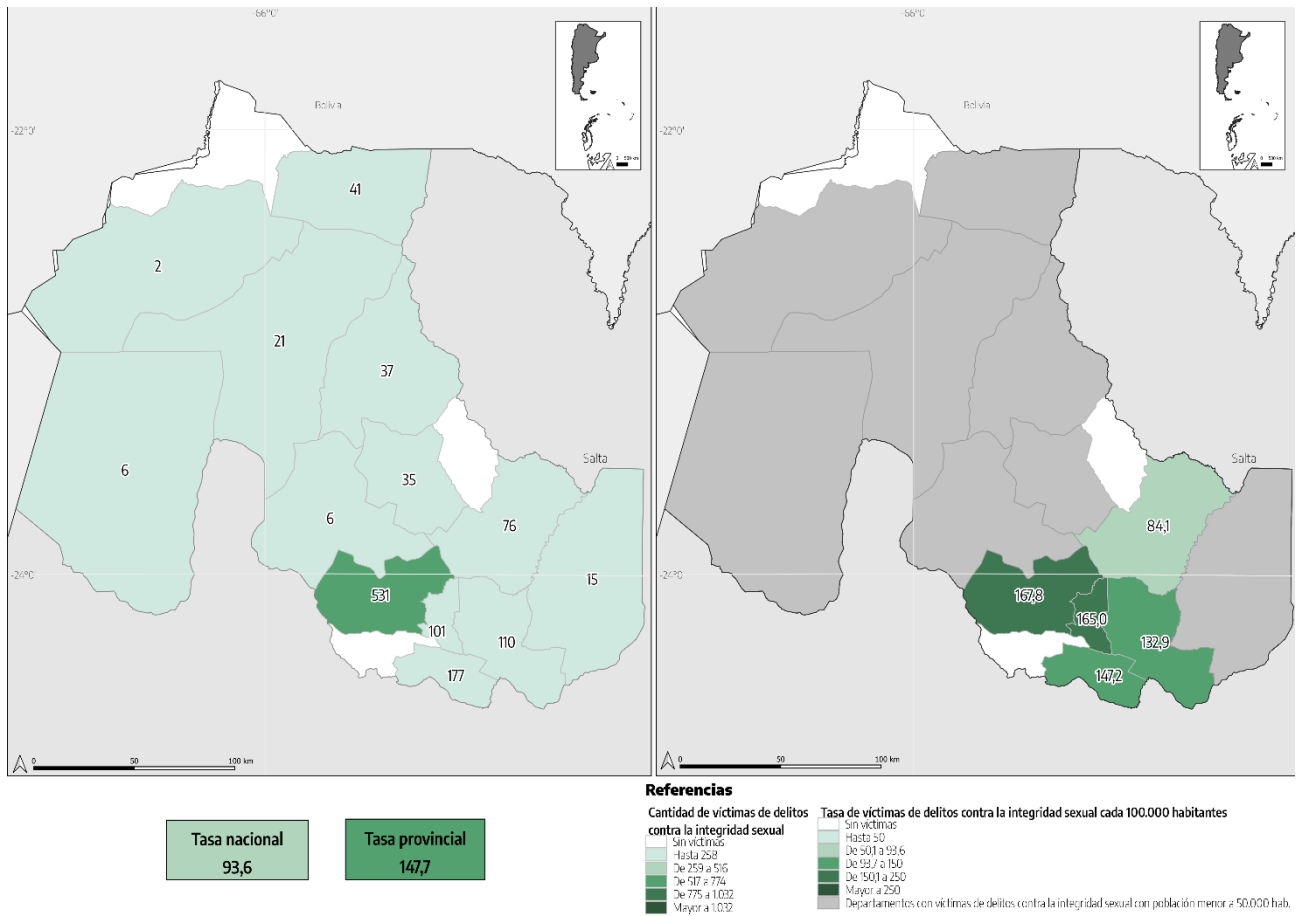 -66°0'
-66°0'
Bolivia
Bolivia
-22°0'
-22°0'
41
2
21
37
6
35
Salta
Salta
6
76
84,1
15
-24°0'
-24°0'
531
167,8
101
165,0
110
132,9
177
147,2
0 50 100 km
0 50 100 km
Referencias
Cantidad de víctimas de delitos
contra la integridad sexual
Sin víctimas
Hasta 258
De 259 a 516
De 517 a 774
De 775 a 1.032
Mayor a 1.032
Tasa de víctimas de delitos contra la integridad sexual cada 100.000 habitantes
Sin víctimas
Hasta 50
De 50,1 a 93,6
De 93,7 a 150
De 150,1 a 250
Mayor a 250
Departamentos con víctimas de delitos contra la integridad sexual con población menor a 50.000 hab.
Tasa nacional
93,6
Tasa provincial
147,7